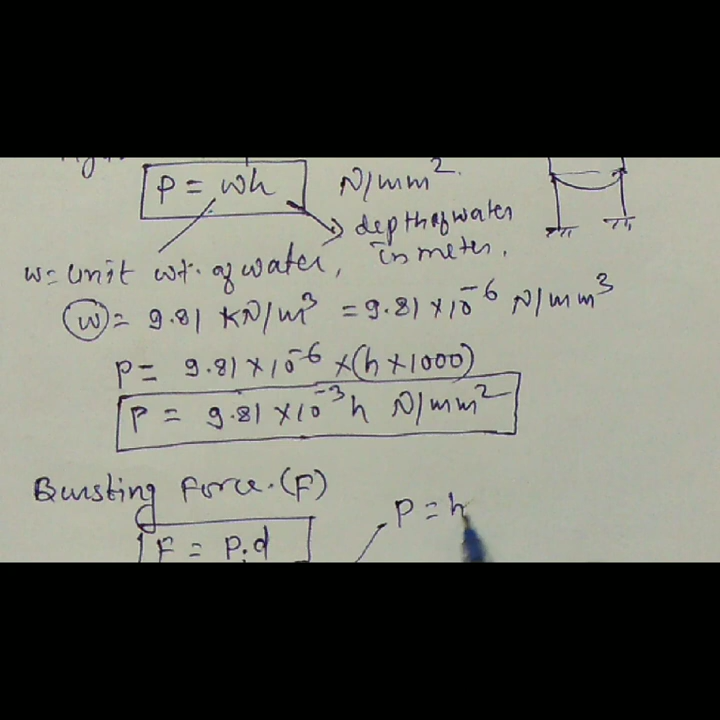 P = wh N/mm².
depth of water
in meter.
w = unit wt. of water,
w = 9.81 KN/m³ = 9.81 × 10⁻⁶ N/mm³
P = 9.81 × 10⁻⁶ × (h × 1000)
P = 9.81 × 10⁻³ h N/mm²
Bursting Force. (F)
P = h
F = P.d